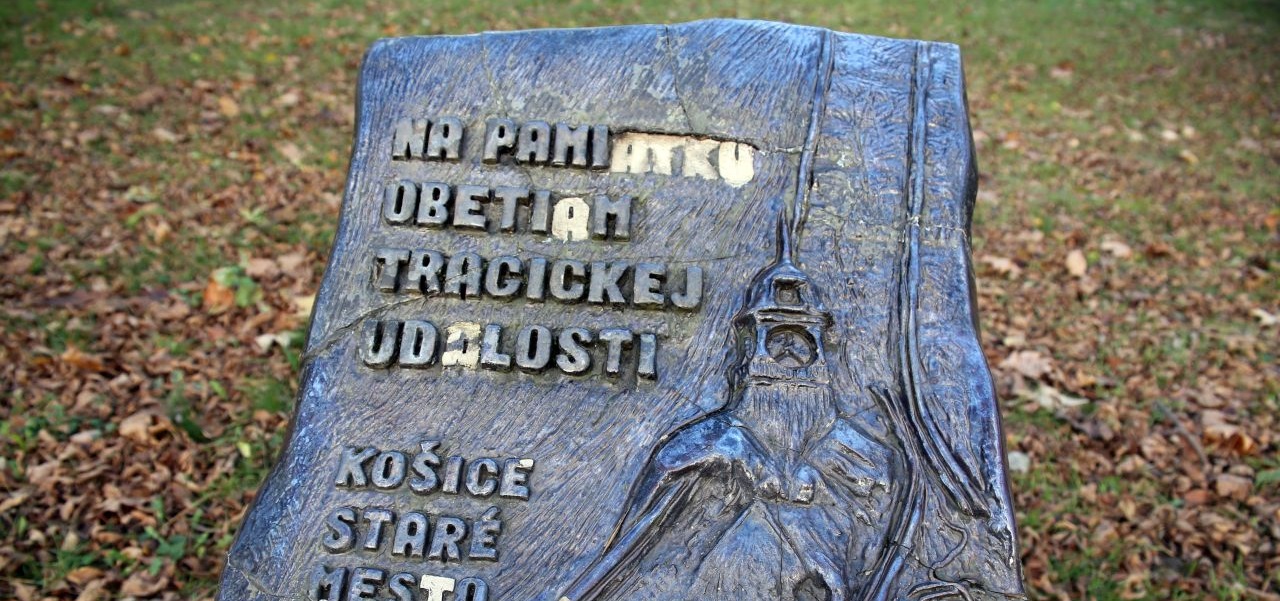 NA PAMIATKU
OBETIAM
TRAGICKEJ
UDALOSTI
KOŠICE
STARÉ
MESTO